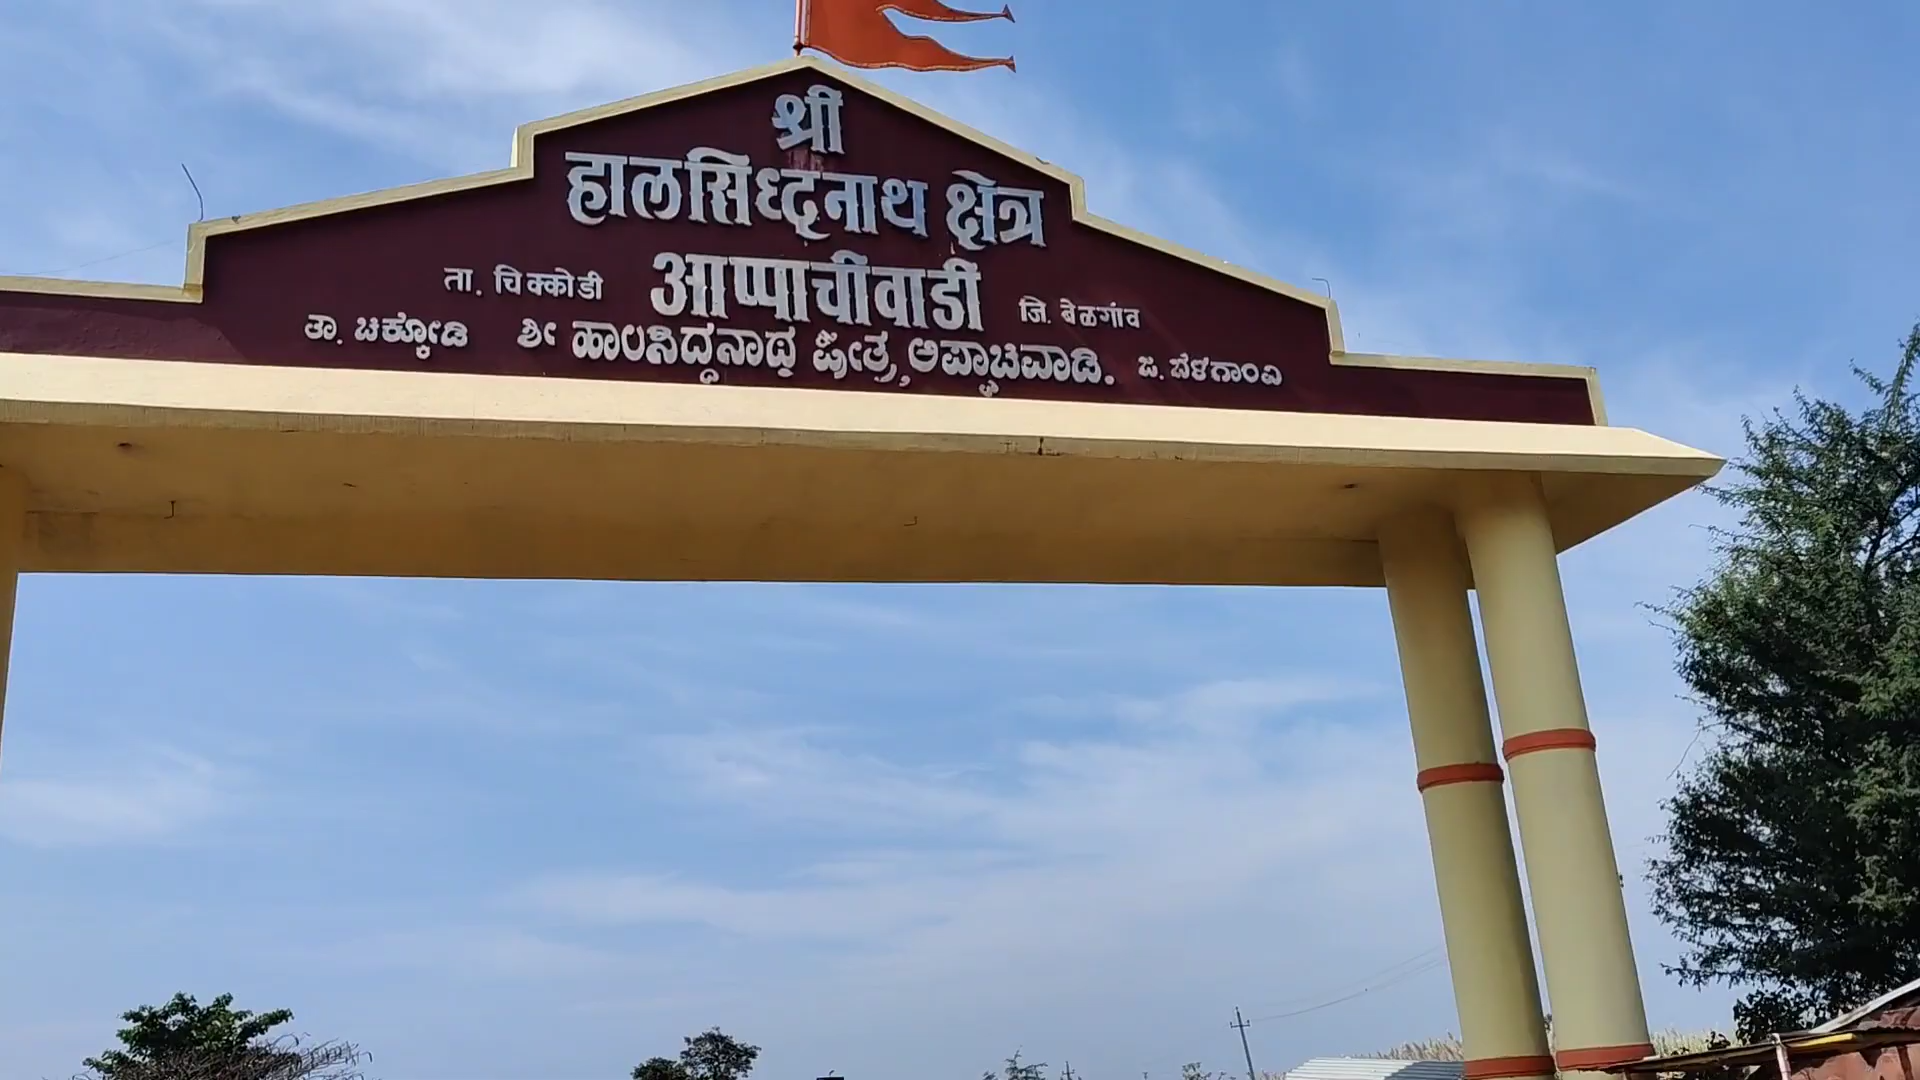 श्री
हालसिध्दनाथ क्षेत्र
ता. चिक्कोडी आप्पाचीवाडी जि. बेळगांव
ತಾ. ಚಿಕ್ಕೋಡಿ ಶ್ರೀ ಹಾಲಸಿದ್ಧನಾಥ ಕ್ಷೇತ್ರ, ಅಪ್ಪಾಚಿವಾಡಿ. ಜಿ. ಬೆಳಗಾಂವಿ